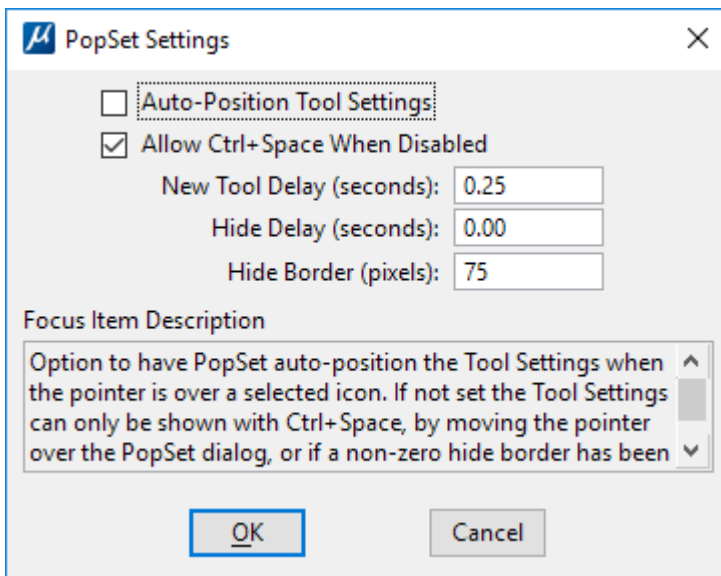 PopSet Settings
Auto-Position Tool Settings
Allow Ctrl+Space When Disabled
New Tool Delay (seconds): 0.25
Hide Delay (seconds): 0.00
Hide Border (pixels): 75
Focus Item Description
Option to have PopSet auto-position the Tool Settings when
the pointer is over a selected icon. If not set the Tool Settings
can only be shown with Ctrl+Space, by moving the pointer
over the PopSet dialog, or if a non-zero hide border has been
OK Cancel